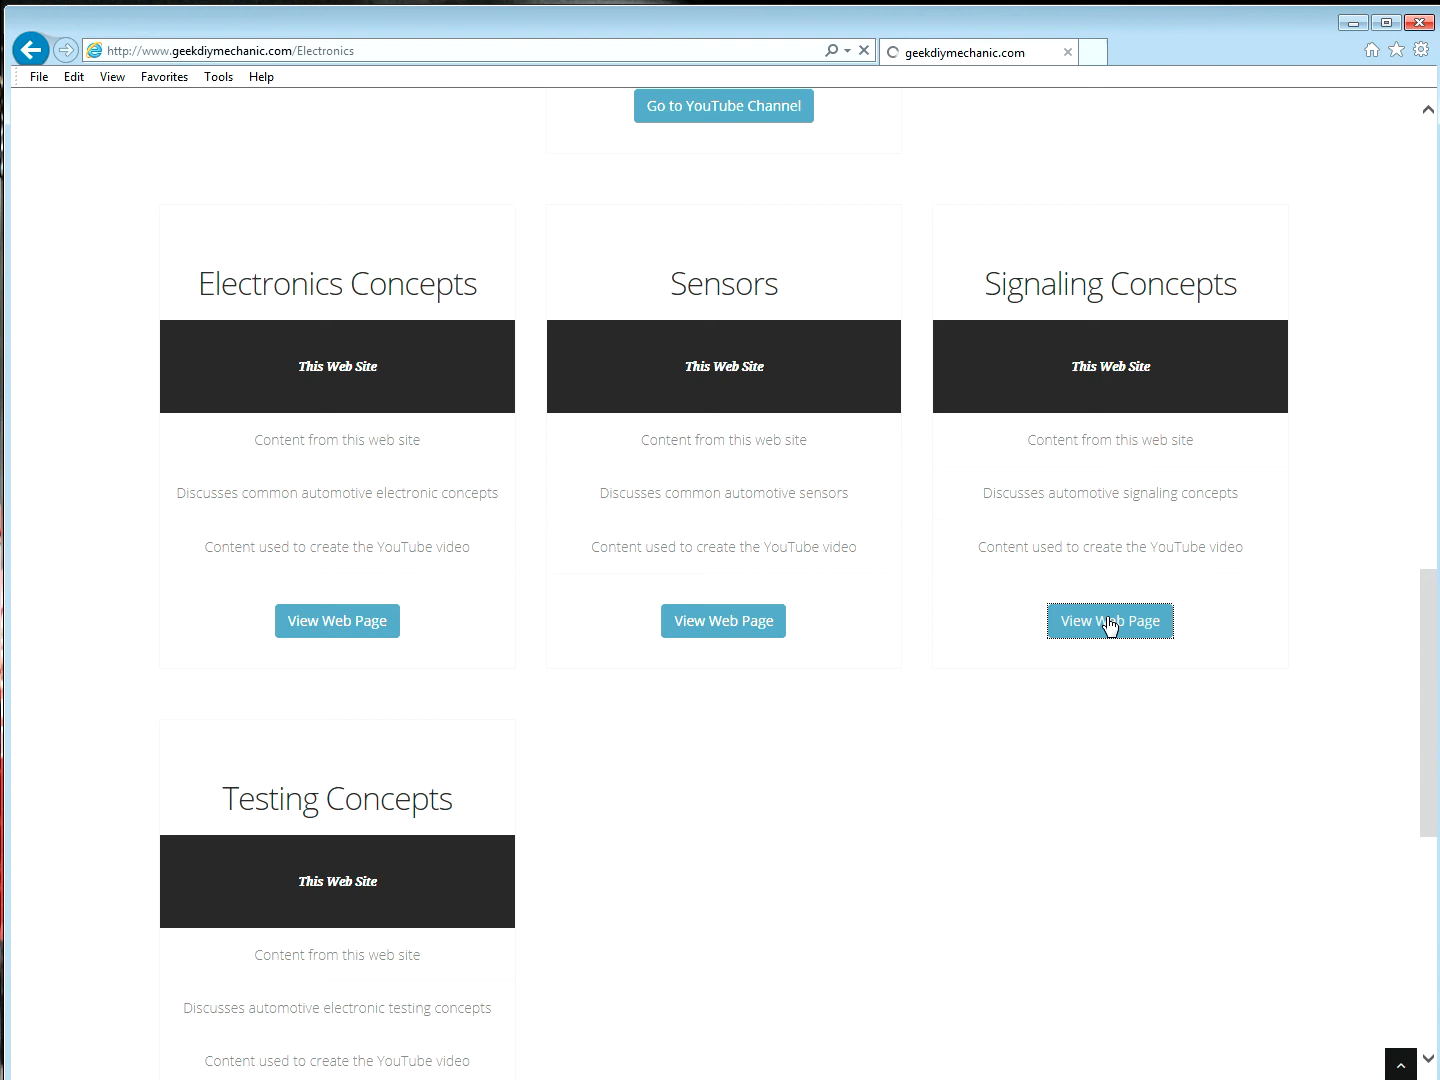 http://www.geekdiymechanic.com/Electronics
geekdiymechanic.com
File Edit View Favorites Tools Help
Go to YouTube Channel
Electronics Concepts
This Web Site
Content from this web site
Discusses common automotive electronic concepts
Content used to create the YouTube video
View Web Page
Sensors
This Web Site
Content from this web site
Discusses common automotive sensors
Content used to create the YouTube video
View Web Page
Signaling Concepts
This Web Site
Content from this web site
Discusses automotive signaling concepts
Content used to create the YouTube video
View Web Page
Testing Concepts
This Web Site
Content from this web site
Discusses automotive electronic testing concepts
Content used to create the YouTube video